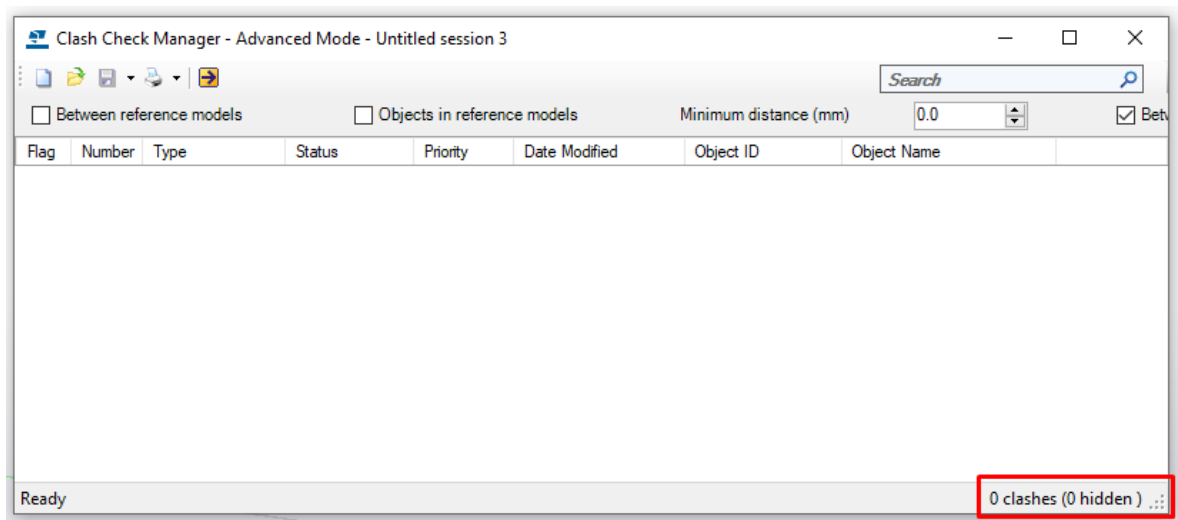 Clash Check Manager - Advanced Mode - Untitled session 3
Search
Between reference models Objects in reference models Minimum distance (mm) 0.0 Betw
Flag Number Type Status Priority Date Modified Object ID Object Name
Ready 0 clashes (0 hidden )